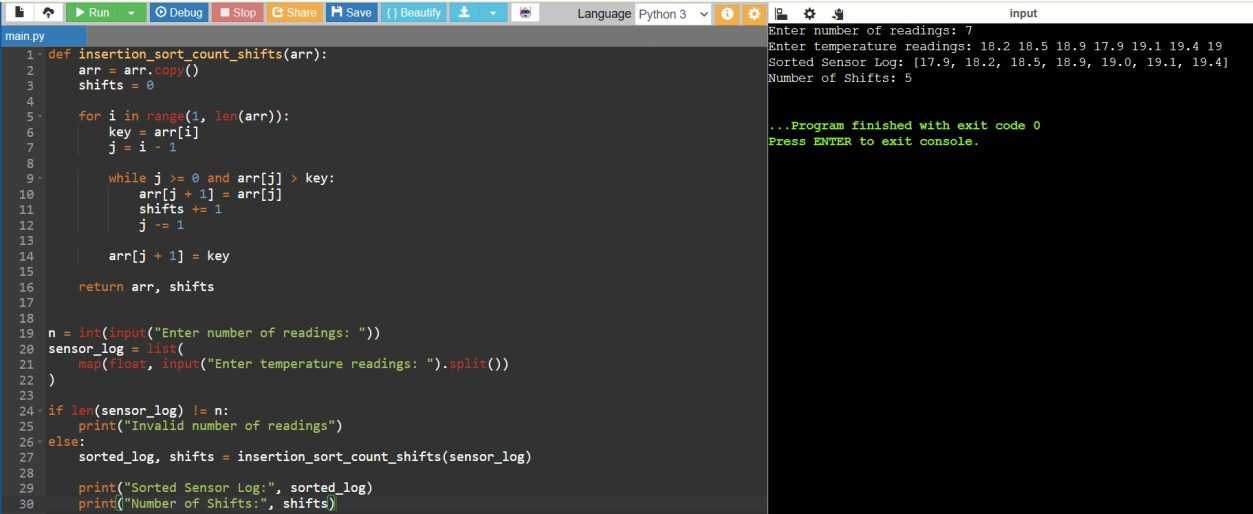 Run Debug Stop Share Save { } Beautify Language Python 3 input
main.py
1 def insertion_sort_count_shifts(arr):
2     arr = arr.copy()
3     shifts = 0
4
5     for i in range(1, len(arr)):
6         key = arr[i]
7         j = i - 1
8
9         while j >= 0 and arr[j] > key:
10             arr[j + 1] = arr[j]
11             shifts += 1
12             j -= 1
13
14         arr[j + 1] = key
15
16     return arr, shifts
17
18
19 n = int(input("Enter number of readings: "))
20 sensor_log = list(
21     map(float, input("Enter temperature readings: ").split())
22 )
23
24 if len(sensor_log) != n:
25     print("Invalid number of readings")
26 else:
27     sorted_log, shifts = insertion_sort_count_shifts(sensor_log)
28
29     print("Sorted Sensor Log:", sorted_log)
30     print("Number of Shifts:", shifts)
Enter number of readings: 7
Enter temperature readings: 18.2 18.5 18.9 17.9 19.1 19.4 19
Sorted Sensor Log: [17.9, 18.2, 18.5, 18.9, 19.0, 19.1, 19.4]
Number of Shifts: 5
...Program finished with exit code 0
Press ENTER to exit console.